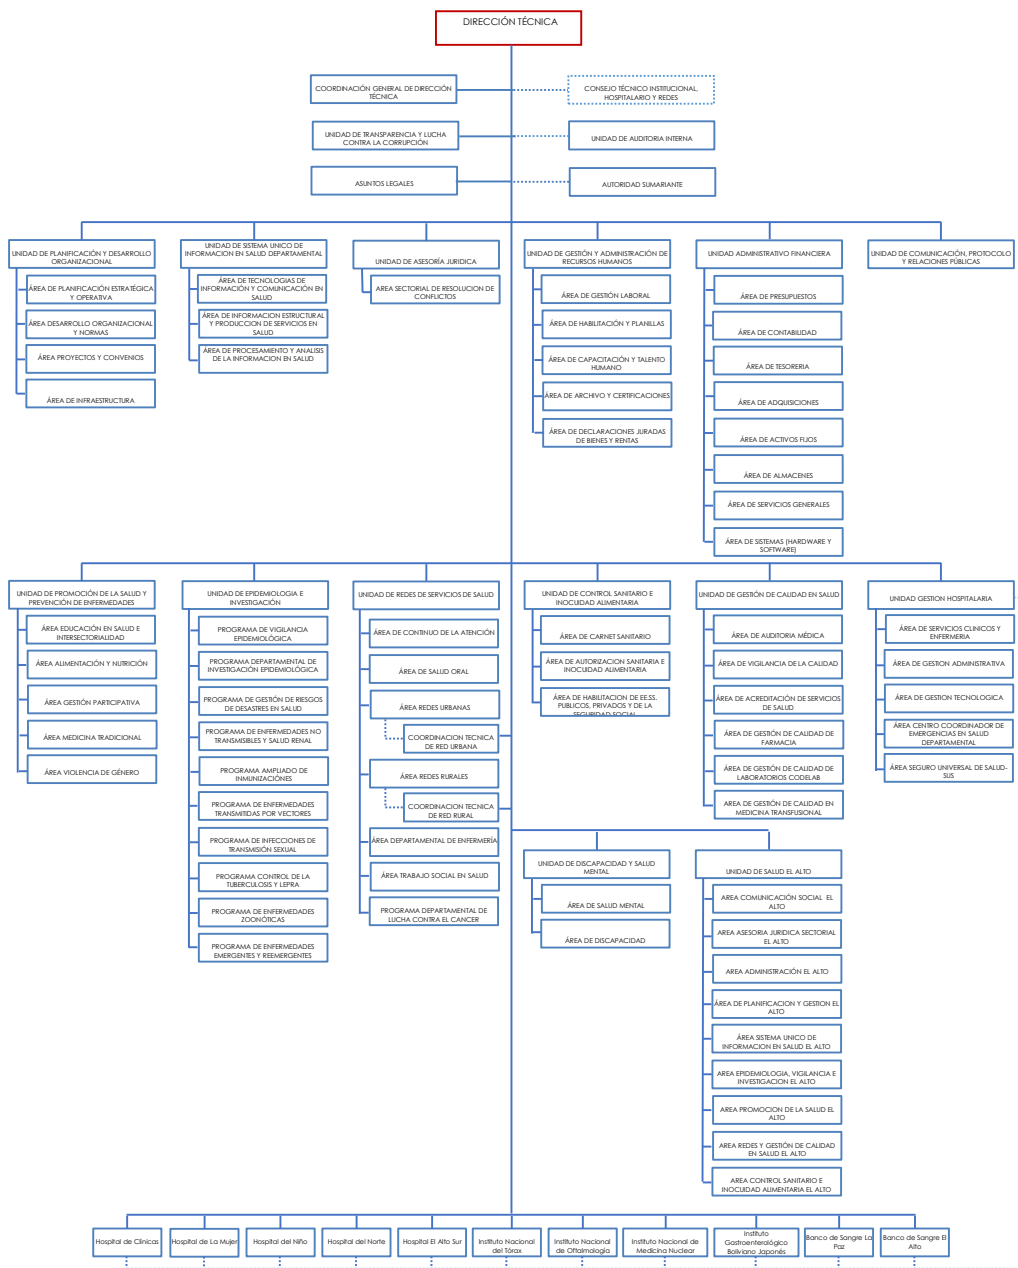 DIRECCIÓN TÉCNICA
COORDINACIÓN GENERAL DE DIRECCIÓN
TÉCNICA
CONSEJO TÉCNICO INSTITUCIONAL,
HOSPITALARIO Y REDES
UNIDAD DE TRANSPARENCIA Y LUCHA
CONTRA LA CORRUPCIÓN
UNIDAD DE AUDITORIA INTERNA
ASUNTOS LEGALES
AUTORIDAD SUMARIANTE
UNIDAD DE PLANIFICACIÓN Y DESARROLLO
ORGANIZACIONAL
ÁREA DE PLANIFICACIÓN ESTRATÉGICA
Y OPERATIVA
ÁREA DESARROLLO ORGANIZACIONAL
Y NORMAS
ÁREA PROYECTOS Y CONVENIOS
ÁREA DE INFRAESTRUCTURA
UNIDAD DE SISTEMA UNICO DE
INFORMACION EN SALUD DEPARTAMENTAL
ÁREA DE TECNOLOGIAS DE
INFORMACIÓN Y COMUNICACIÓN EN
SALUD
ÁREA DE INFORMACION ESTRUCTURAL
Y PRODUCCION DE SERVICIOS EN
SALUD
ÁREA DE PROCESAMIENTO Y ANALISIS
DE LA INFORMACION EN SALUD
UNIDAD DE ASESORÍA JURIDICA
AREA SECTORIAL DE RESOLUCION DE
CONFLICTOS
UNIDAD DE GESTIÓN Y ADMINISTRACIÓN DE
RECURSOS HUMANOS
ÁREA DE GESTIÓN LABORAL
ÁREA DE HABILITACIÓN Y PLANILLAS
ÁREA DE CAPACITACIÓN Y TALENTO
HUMANO
ÁREA DE ARCHIVO Y CERTIFICACIONES
ÁREA DE DECLARACIONES JURADAS
DE BIENES Y RENTAS
UNIDAD ADMINISTRATIVO FINANCIERA
ÁREA DE PRESUPUESTOS
ÁREA DE CONTABILIDAD
ÁREA DE TESORERIA
ÁREA DE ADQUISICIONES
ÁREA DE ACTIVOS FIJOS
ÁREA DE ALMACENES
ÁREA DE SERVICIOS GENERALES
ÁREA DE SISTEMAS (HARDWARE Y
SOFTWARE)
UNIDAD DE COMUNICACIÓN, PROTOCOLO
Y RELACIONES PÚBLICAS
UNIDAD DE PROMOCIÓN DE LA SALUD Y
PREVENCIÓN DE ENFERMEDADES
ÁREA EDUCACIÓN EN SALUD E
INTERSECTORIALIDAD
ÁREA ALIMENTACIÓN Y NUTRICIÓN
ÁREA GESTIÓN PARTICIPATIVA
ÁREA MEDICINA TRADICIONAL
ÁREA VIOLENCIA DE GÉNERO
UNIDAD DE EPIDEMIOLOGIA E
INVESTIGACIÓN
PROGRAMA DE VIGILANCIA
EPIDEMIOLÓGICA
PROGRAMA DEPARTAMENTAL DE
INVESTIGACIÓN EPIDEMIOLÓGICA
PROGRAMA DE GESTIÓN DE RIESGOS
DE DESASTRES EN SALUD
PROGRAMA DE ENFERMEDADES NO
TRANSMISIBLES Y SALUD RENAL
PROGRAMA AMPLIADO DE
INMUNIZACIÓNES
PROGRAMA DE ENFERMEDADES
TRANSMITIDAS POR VECTORES
PROGRAMA DE INFECCIONES DE
TRANSMISIÓN SEXUAL
PROGRAMA CONTROL DE LA
TUBERCULOSIS Y LEPRA
PROGRAMA DE ENFERMEDADES
ZOONÓTICAS
PROGRAMA DE ENFERMEDADES
EMERGENTES Y REEMERGENTES
UNIDAD DE REDES DE SERVICIOS DE SALUD
ÁREA DE CONTINUO DE LA ATENCIÓN
ÁREA DE SALUD ORAL
ÁREA REDES URBANAS
COORDINACION TECNICA
DE RED URBANA
ÁREA REDES RURALES
COORDINACION TECNICA
DE RED RURAL
ÁREA DEPARTAMENTAL DE ENFERMERÍA
ÁREA TRABAJO SOCIAL EN SALUD
PROGRAMA DEPARTAMENTAL DE
LUCHA CONTRA EL CANCER
UNIDAD DE CONTROL SANITARIO E
INOCUIDAD ALIMENTARIA
ÁREA DE CARNET SANITARIO
ÁREA DE AUTORIZACION SANITARIA E
INOCUIDAD ALIMENTARIA
ÁREA DE HABILITACION DE EE.SS.
PUBLICOS, PRIVADOS Y DE LA
SEGURIDAD SOCIAL
UNIDAD DE GESTIÓN DE CALIDAD EN SALUD
ÁREA DE AUDITORIA MÉDICA
ÁREA DE VIGILANCIA DE LA CALIDAD
ÁREA DE ACREDITACIÓN DE SERVICIOS
DE SALUD
ÁREA DE GESTIÓN DE CALIDAD DE
FARMACIA
ÁREA DE GESTIÓN DE CALIDAD DE
LABORATORIOS CODELAB
AREA DE GESTIÓN DE CALIDAD EN
MEDICINA TRANSFUSIONAL
UNIDAD GESTION HOSPITALARIA
ÁREA DE SERVICIOS CLINICOS Y
ENFERMERIA
ÁREA DE GESTION ADMINISTRATIVA
ÁREA DE GESTION TECNOLOGICA
ÁREA CENTRO COORDINADOR DE
EMERGENCIAS EN SALUD
DEPARTAMENTAL
ÁREA SEGURO UNIVERSAL DE SALUD-
SUS
UNIDAD DE DISCAPACIDAD Y SALUD
MENTAL
ÁREA DE SALUD MENTAL
ÁREA DE DISCAPACIDAD
UNIDAD DE SALUD EL ALTO
AREA COMUNICACIÓN SOCIAL EL
ALTO
AREA ASESORIA JURIDICA SECTORIAL
EL ALTO
AREA ADMINISTRACIÓN EL ALTO
ÁREA DE PLANIFICACION Y GESTION EL
ALTO
ÁREA SISTEMA UNICO DE
INFORMACION EN SALUD EL ALTO
AREA EPIDEMIOLOGIA, VIGILANCIA E
INVESTIGACION EL ALTO
AREA PROMOCION DE LA SALUD EL
ALTO
AREA REDES Y GESTIÓN DE CALIDAD
EN SALUD EL ALTO
AREA CONTROL SANITARIO E
INOCUIDAD ALIMENTARIA EL ALTO
Hospital de Clínicas
Hospital de La Mujer
Hospital del Niño
Hospital del Norte
Hospital El Alto Sur
Instituto Nacional
del Tórax
Instituto Nacional
de Oftalmología
Instituto Nacional de
Medicina Nuclear
Instituto
Gastroenterológico
Boliviano Japonés
Banco de Sangre La
Paz
Banco de Sangre El
Alto